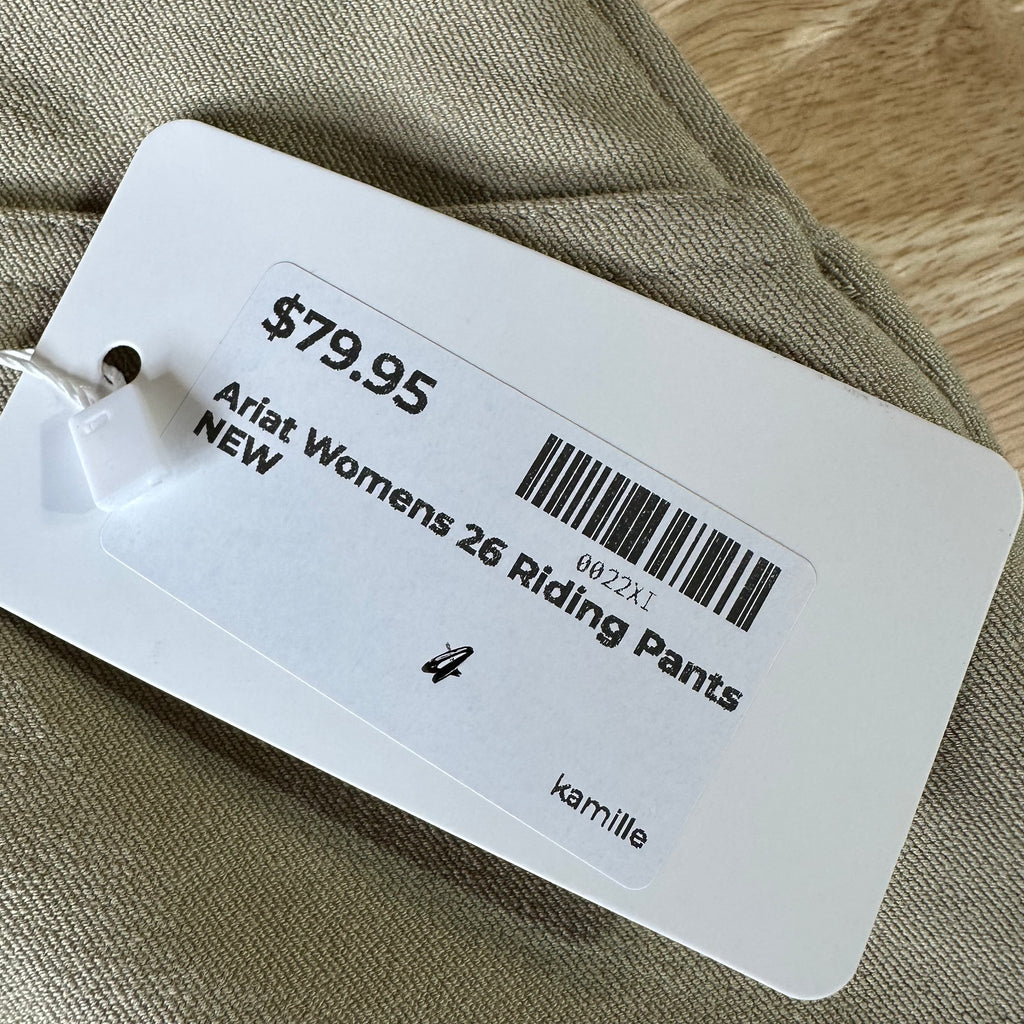 $79.95
Ariat Womens 26 Riding Pants
NEW
0022XI
kamille